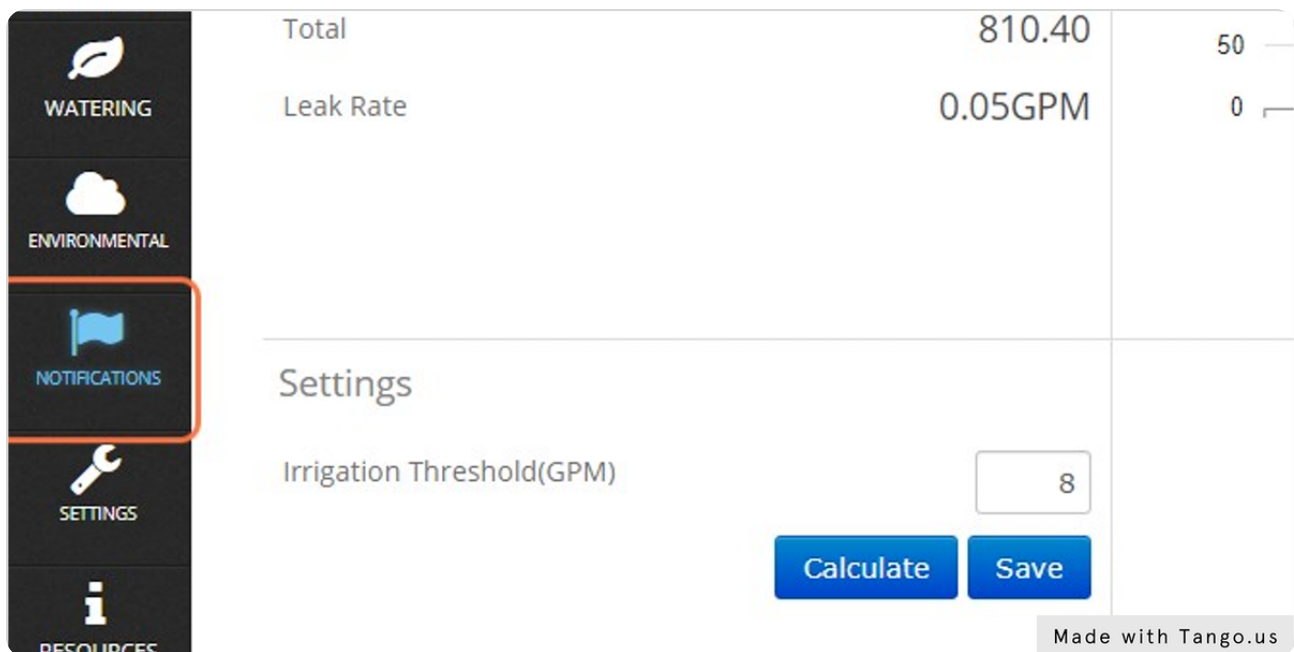 WATERING
ENVIRONMENTAL
NOTIFICATIONS
SETTINGS
RESOURCES
Total 810.40
Leak Rate 0.05GPM
Settings
Irrigation Threshold(GPM) 8
Calculate Save
50
0
Made with Tango.us